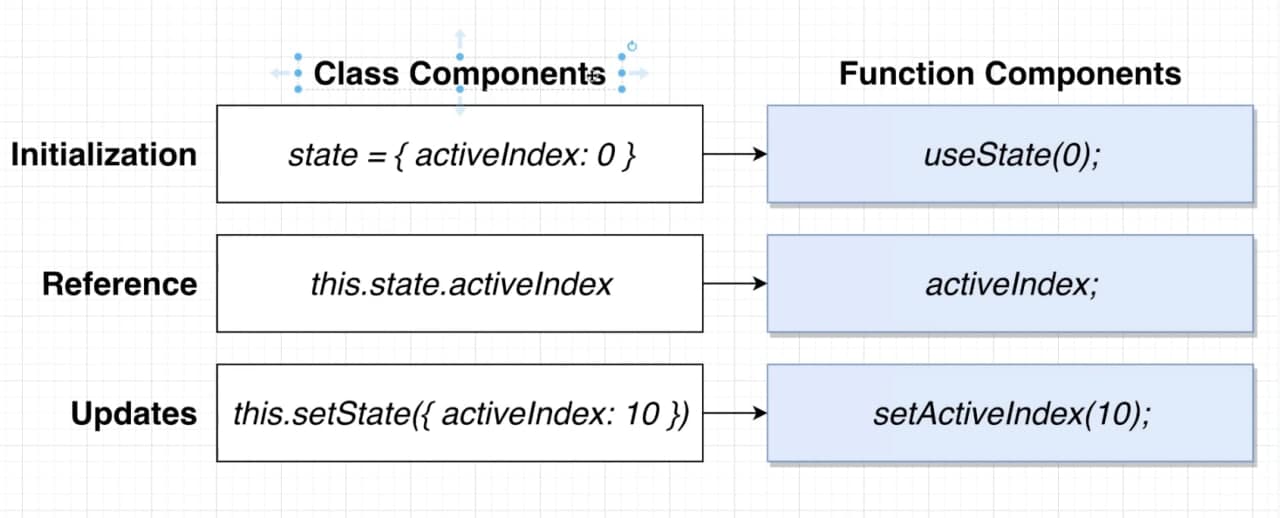 Class Components
Function Components
Initialization
state = { activeIndex: 0 }
useState(0);
Reference
this.state.activeIndex
activeIndex;
Updates
this.setState({ activeIndex: 10 })
setActiveIndex(10);